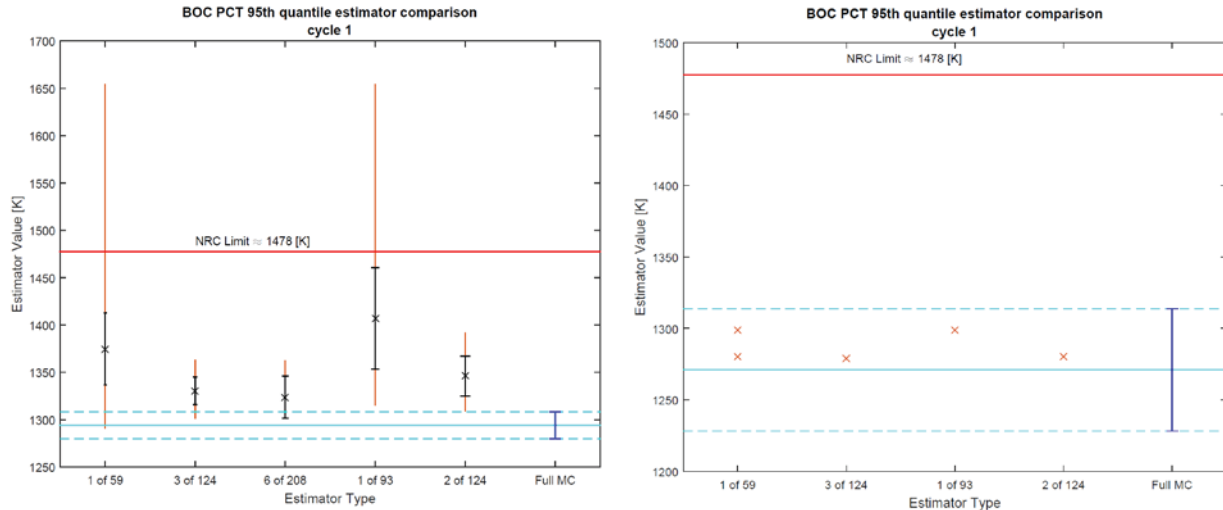 BOC PCT 95th quantile estimator comparison
cycle 1
1700
1650
1600
1550
1500
1450
1400
1350
1300
1250
Estimator Value [K]
NRC Limit ≈ 1478 [K]
1 of 59
3 of 124
6 of 208
1 of 93
2 of 124
Full MC
Estimator Type
BOC PCT 95th quantile estimator comparison
cycle 1
1500
1450
1400
1350
1300
1250
1200
Estimator Value [K]
NRC Limit ≈ 1478 [K]
1 of 59
3 of 124
1 of 93
2 of 124
Full MC
Estimator Type